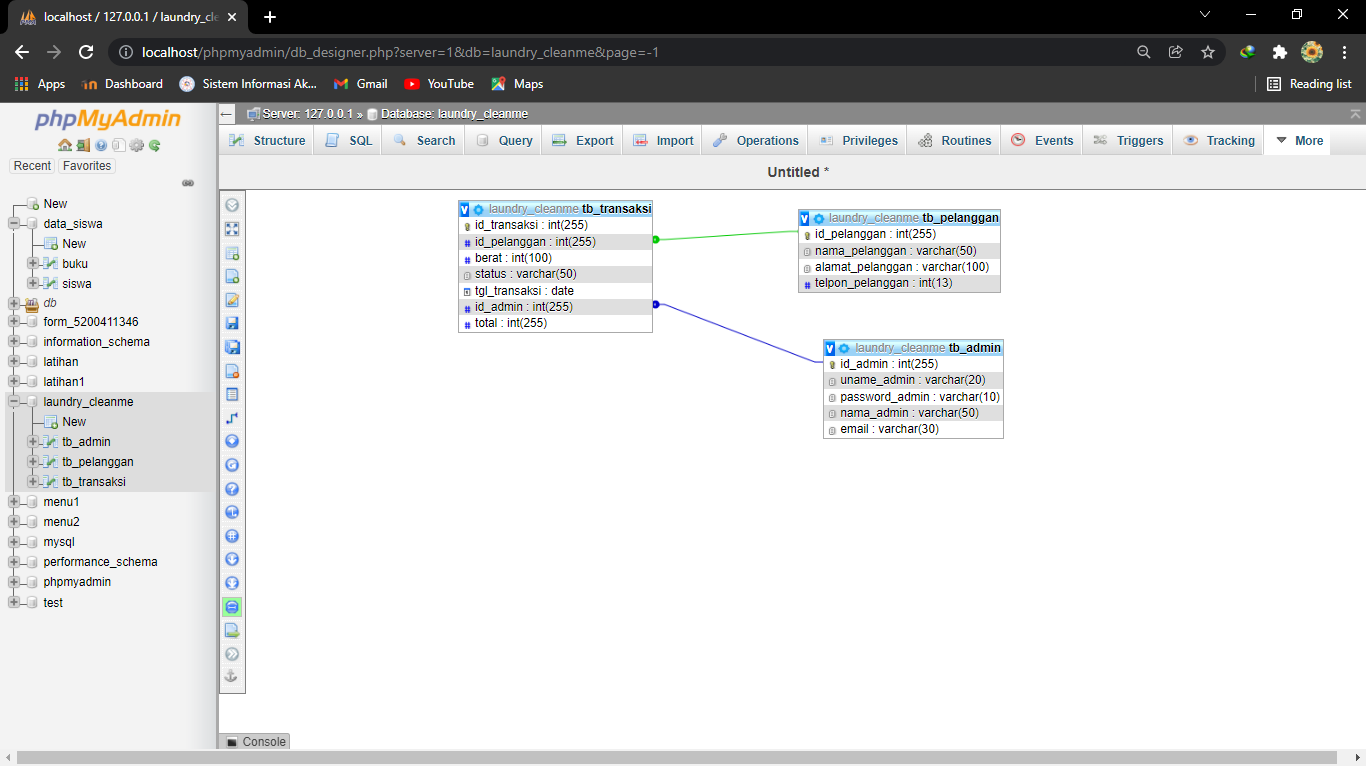 localhost / 127.0.0.1 / laundry_cle
localhost/phpmyadmin/db_designer.php?server=1&db=laundry_cleanme&page=-1
Apps Dashboard Sistem Informasi Ak... Gmail YouTube Maps Reading list
phpMyAdmin
Recent Favorites
New
data_siswa
New
buku
siswa
db
form_5200411346
information_schema
latihan
latihan1
laundry_cleanme
New
tb_admin
tb_pelanggan
tb_transaksi
menu1
menu2
mysql
performance_schema
phpmyadmin
test
Server: 127.0.0.1 » Database: laundry_cleanme
Structure SQL Search Query Export Import Operations Privileges Routines Events Triggers Tracking More
Untitled *
laundry_cleanme tb_transaksi
id_transaksi : int(255)
id_pelanggan : int(255)
berat : int(100)
status : varchar(50)
tgl_transaksi : date
id_admin : int(255)
total : int(255)
laundry_cleanme tb_pelanggan
id_pelanggan : int(255)
nama_pelanggan : varchar(50)
alamat_pelanggan : varchar(100)
telpon_pelanggan : int(13)
laundry_cleanme tb_admin
id_admin : int(255)
uname_admin : varchar(20)
password_admin : varchar(10)
nama_admin : varchar(50)
email : varchar(30)
Console